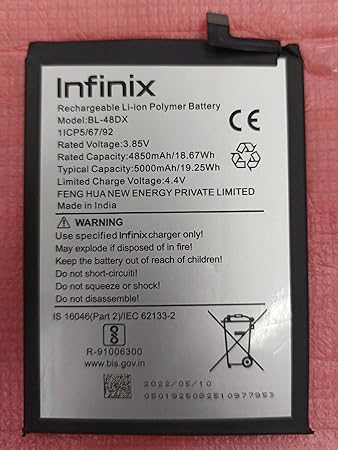 Infinix
Rechargeable Li-ion Polymer Battery
Model:BL-48DX
1ICP5/67/92
Rated Voltage: 3.85V
Rated Capacity: 4850mAh/18.67Wh
Typical Capacity: 5000mAh/19.25Wh
Limited Charge Voltage: 4.4V
FENG HUA NEW ENERGY PRIVATE LIMITED
Made in India
CE
WARNING
Use specified Infinix charger only!
May explode if disposed of in fire!
Keep the battery out of reach of children!
Do not short-circuit!
Do not squeeze or shock!
Do not disassemble!
IS 16046(Part 2)/IEC 62133-2
R-91006300
www.bis.gov.in
2022/05/10
0501925082510977953